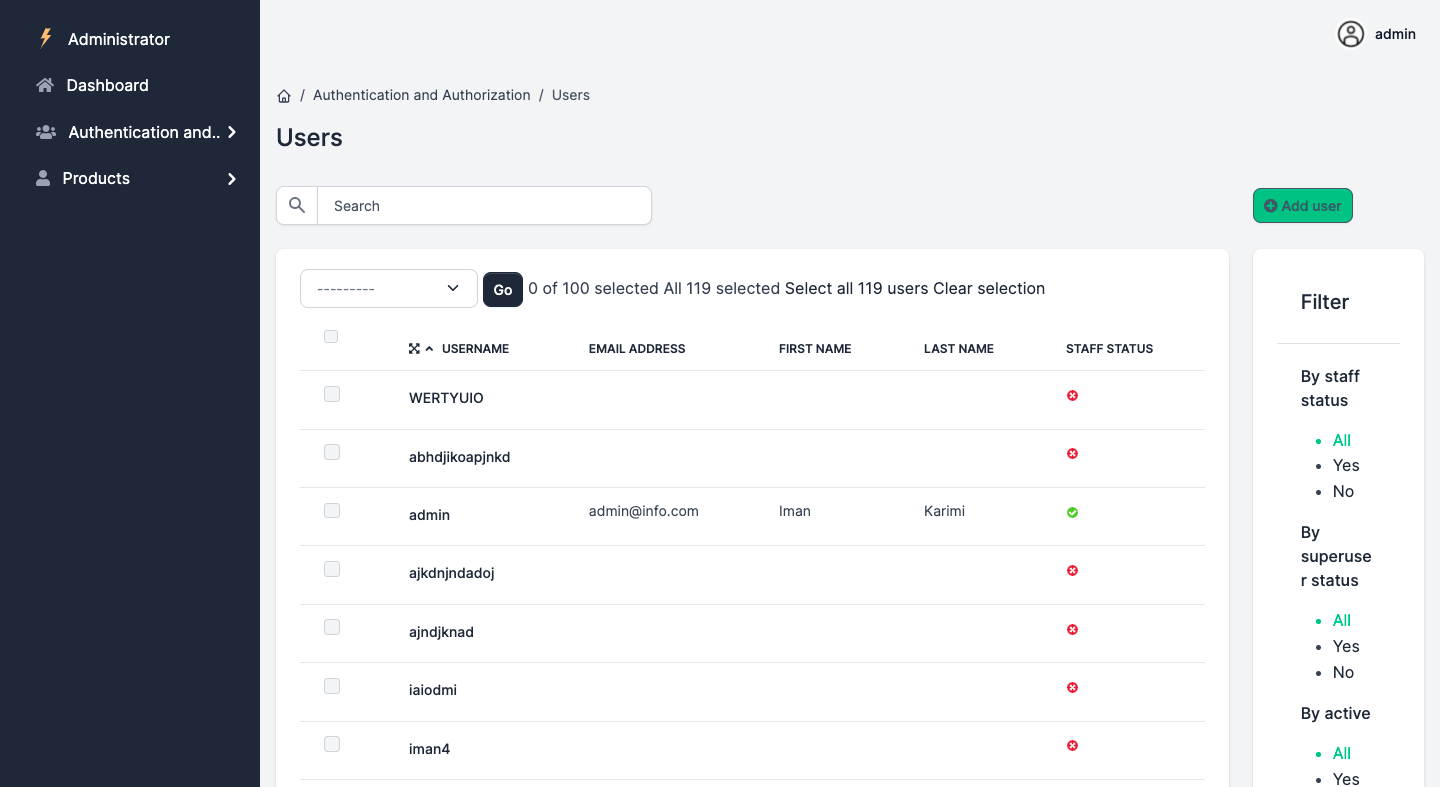 Administrator
Dashboard
Authentication and..
Products
admin
/ Authentication and Authorization / Users
Users
Search
Add user
---------
Go
0 of 100 selected All 119 selected Select all 119 users Clear selection
USERNAME EMAIL ADDRESS FIRST NAME LAST NAME STAFF STATUS
WERTYUIO
abhdjikoapjnkd
admin admin@info.com Iman Karimi
ajkdnjndadoj
ajndjknad
iaiodmi
iman4
Filter
By staff
status
All
Yes
No
By
superuse
r status
All
Yes
No
By active
All
Yes